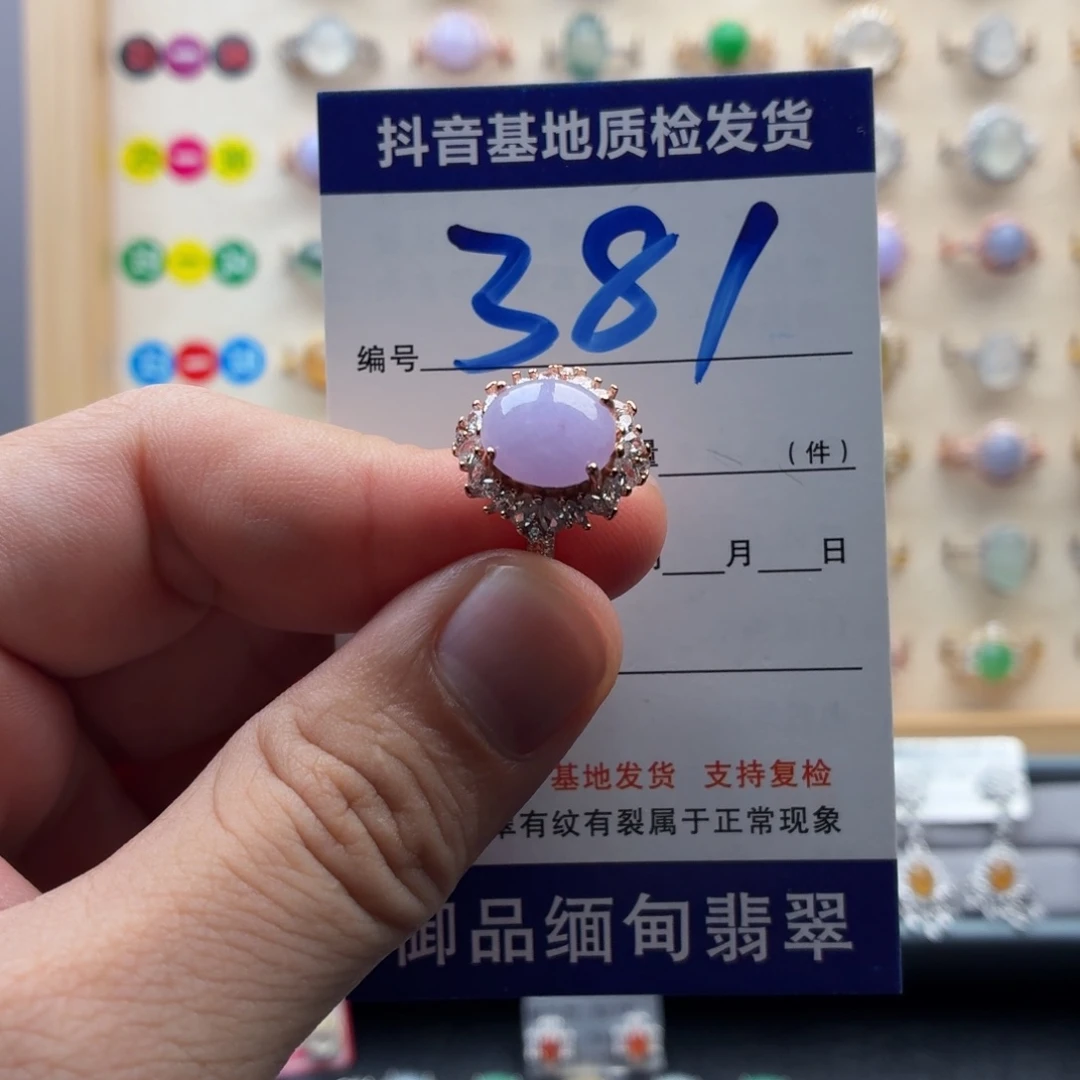 抖音基地质检发货
381
编号
(件)
月 日
基地发货 支持复检
有纹有裂属于正常现象
御品缅甸翡翠